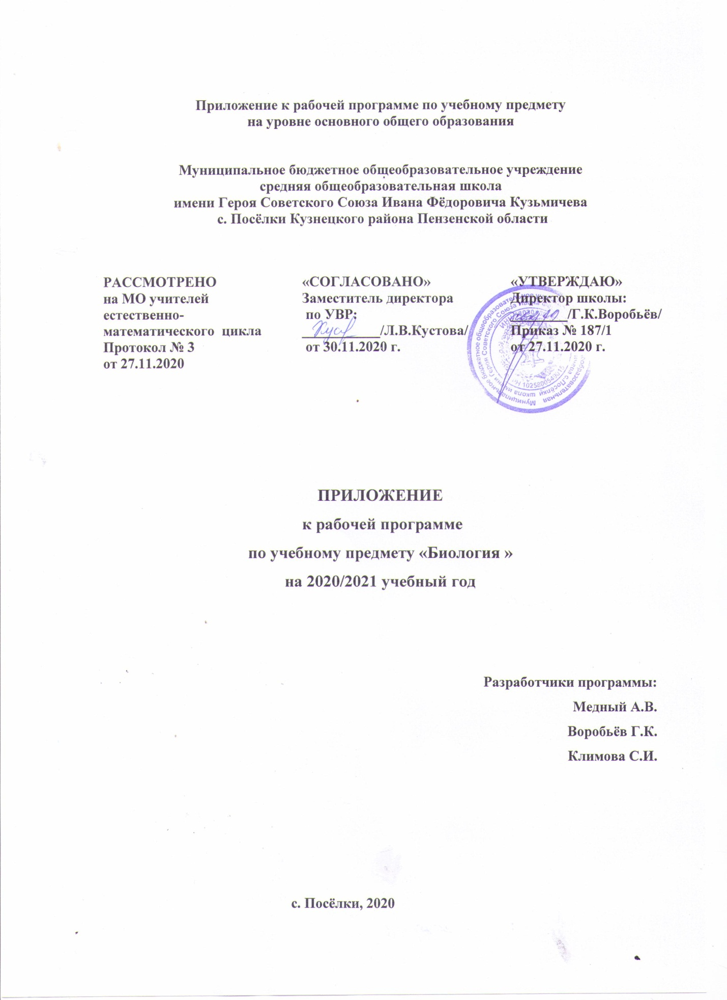 Приложение к рабочей программе по учебному предмету
на уровне основного общего образования
Муниципальное бюджетное общеобразовательное учреждение
средняя общеобразовательная школа
имени Героя Советского Союза Ивана Фёдоровича Кузьмичева
с. Посёлки Кузнецкого района Пензенской области
РАССМОТРЕНО
на МО учителей
естественно-
математического цикла
Протокол № 3
от 27.11.2020
«СОГЛАСОВАНО»
Заместитель директора
по УВР:
/Л.В.Кустова/
от 30.11.2020 г.
«УТВЕРЖДАЮ»
Директор школы:
/Г.К.Воробьёв/
Приказ № 187/1
от 27.11.2020 г.
ПРИЛОЖЕНИЕ
к рабочей программе
по учебному предмету «Биология »
на 2020/2021 учебный год
Разработчики программы:
Медный А.В.
Воробьёв Г.К.
Климова С.И.
с. Посёлки, 2020